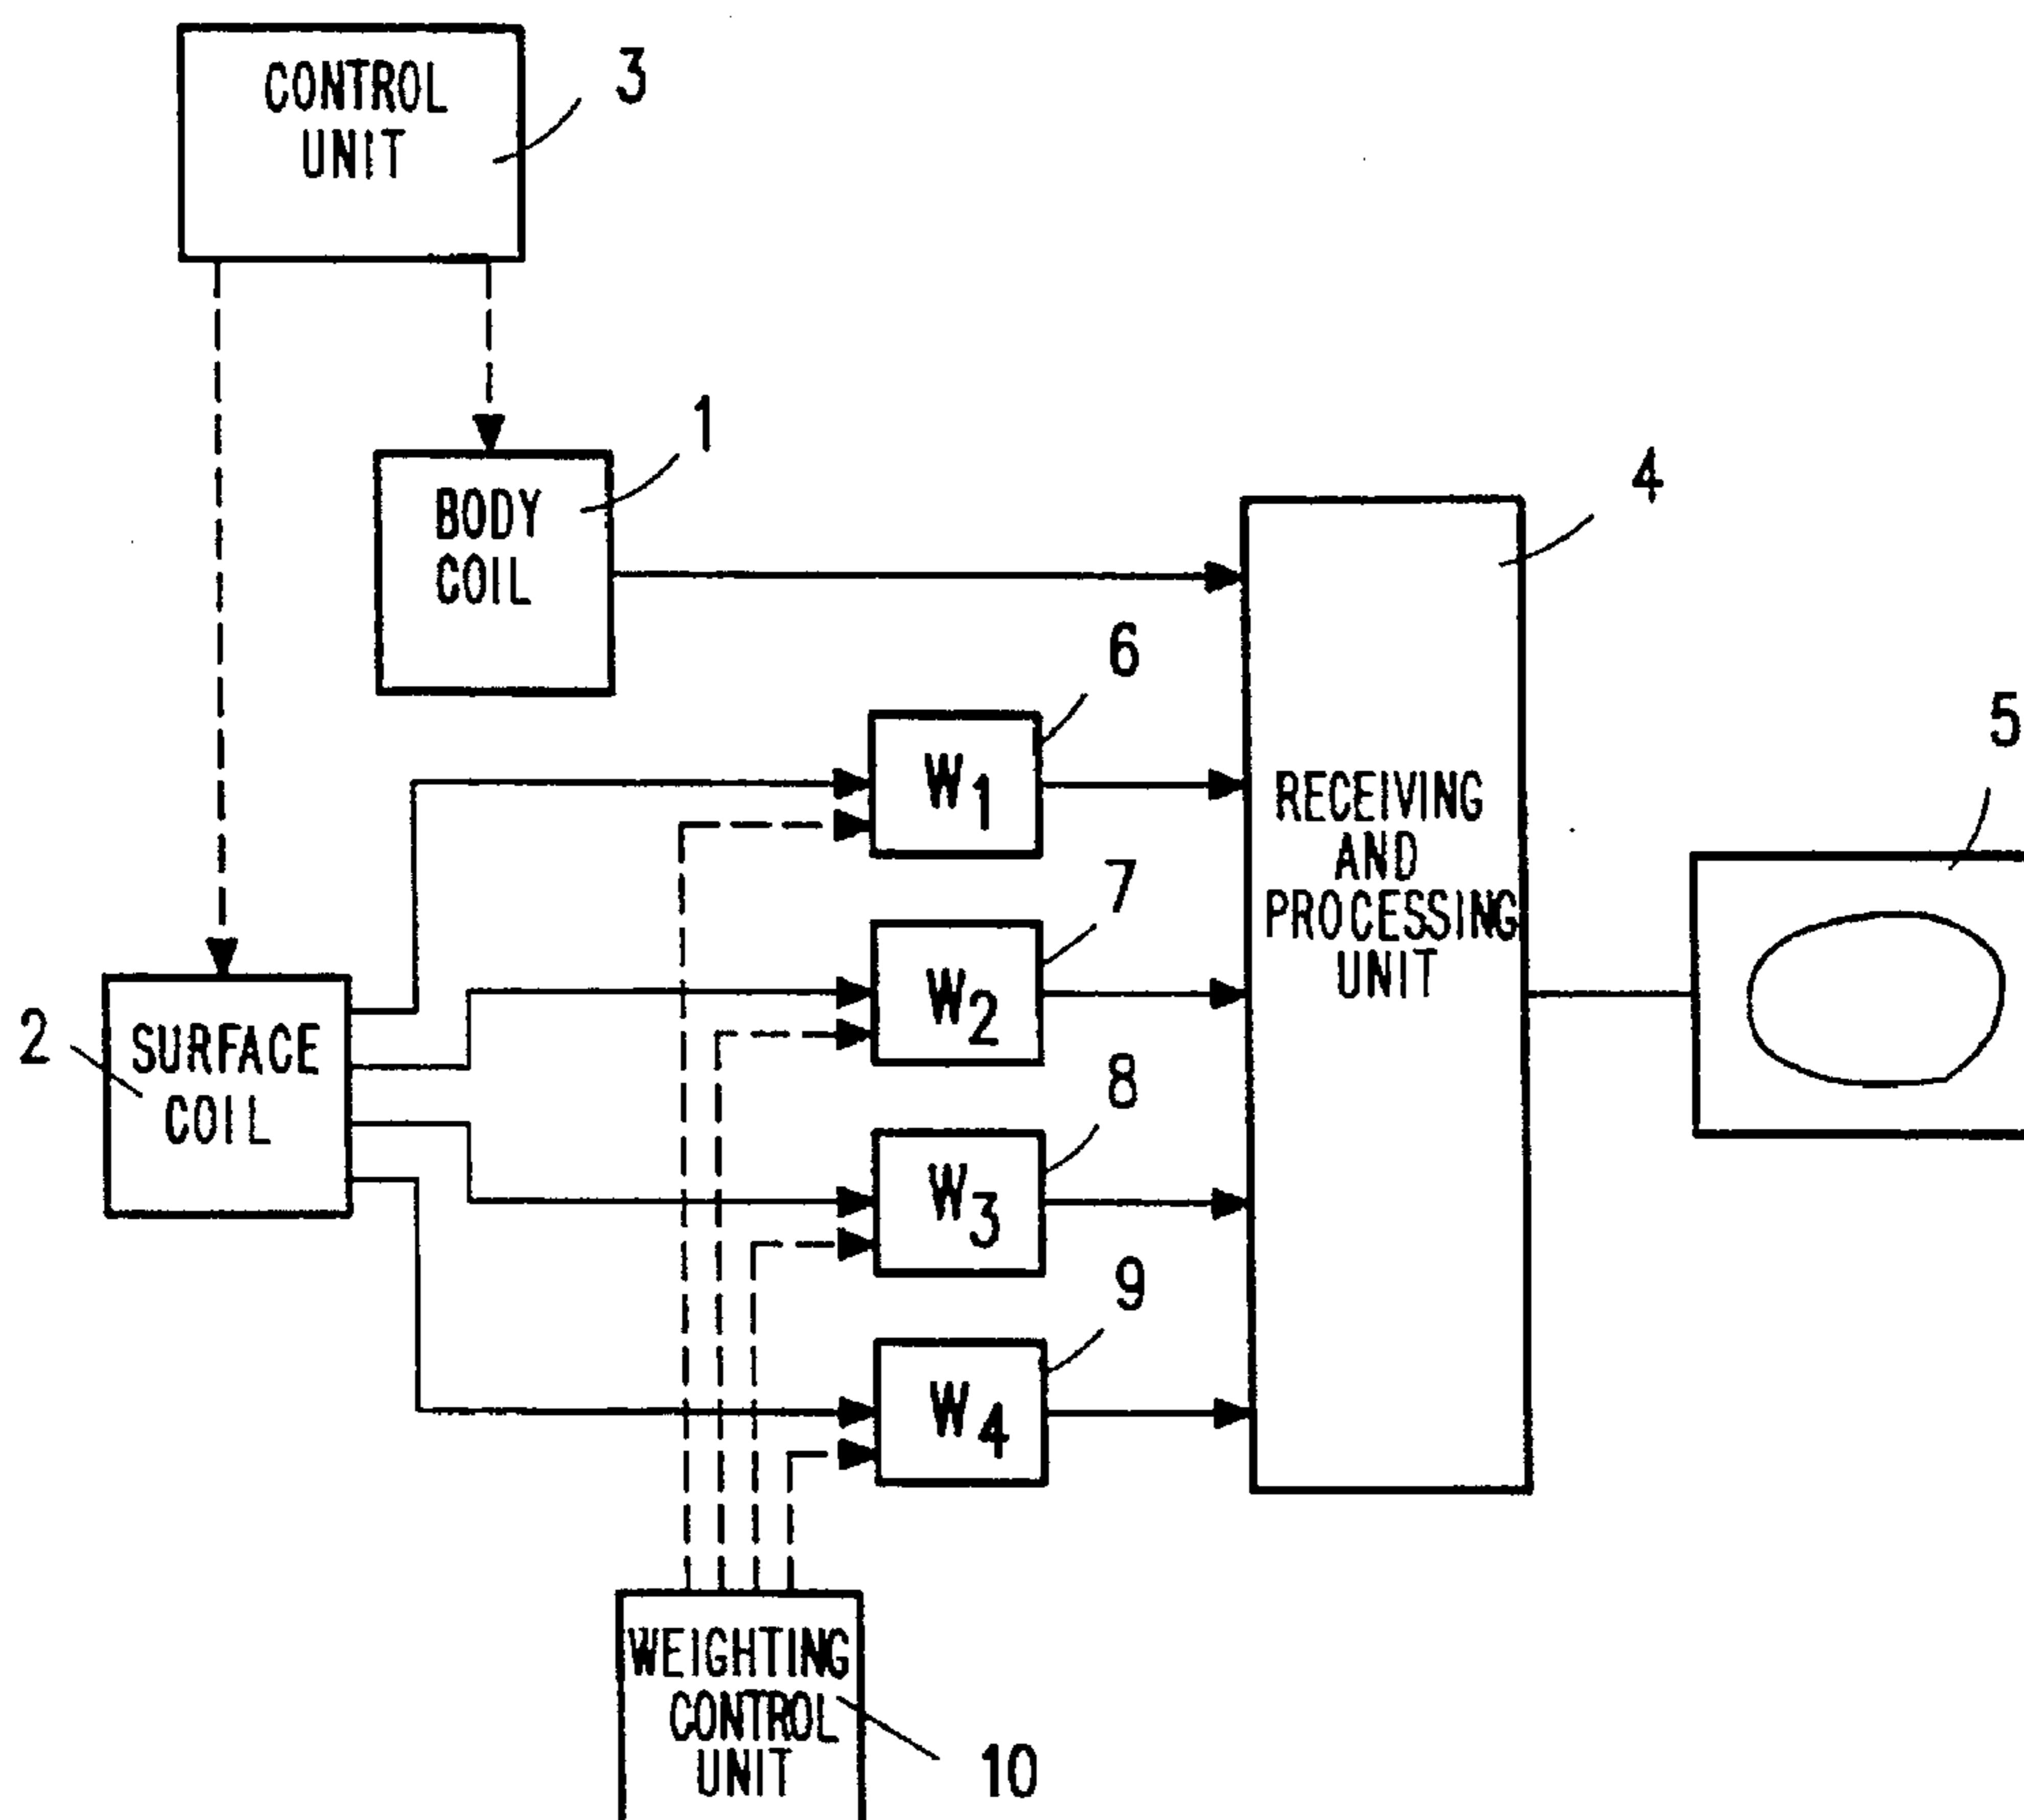 CONTROL
UNIT
3
1
BODY
COIL
4
6
W1
5
RECEIVING
AND
PROCESSING
UNIT
7
W2
2
SURFACE
COIL
8
W3
9
W4
WEIGHTING
CONTROL
UNIT
10